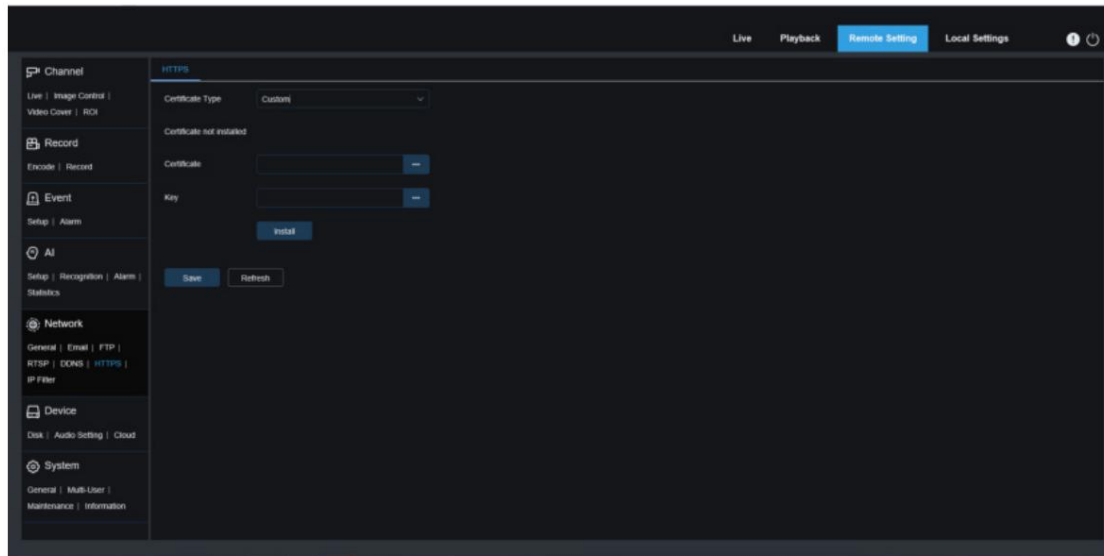 Live Playback Remote Setting Local Settings
Channel
Live | Image Control |
Video Cover | ROI
Record
Encode | Record
Event
Setup | Alarm
AI
Setup | Recognition | Alarm |
Statistics
Network
General | Email | FTP |
RTSP | DDNS | HTTPS |
IP Filter
Device
Disk | Audio Setting | Cloud
System
General | Multi-User |
Maintenance | Information
HTTPS
Certificate Type Custom
Certificate not installed
Certificate
Key
Install
Save Refresh